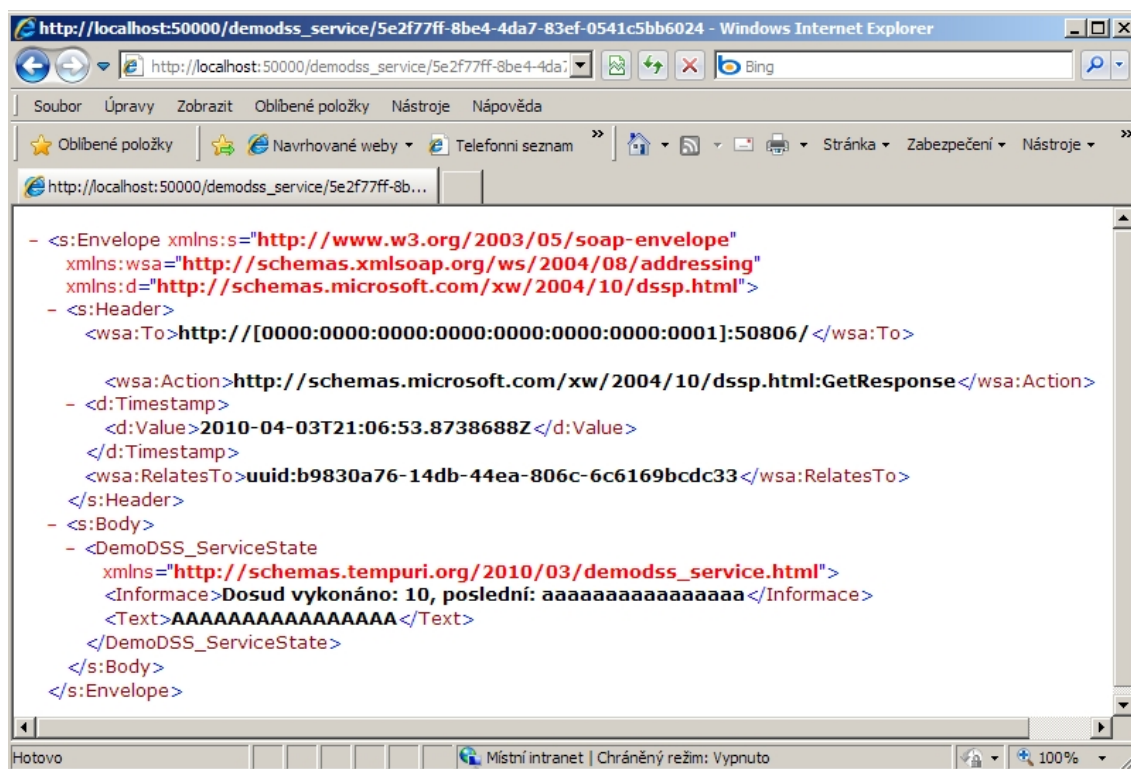 http://localhost:50000/demodss_service/5e2f77ff-8be4-4da7-83ef-0541c5bb6024 - Windows Internet Explorer
http://localhost:50000/demodss_service/5e2f77ff-8be4-4da7 Bing
Soubor Úpravy Zobrazit Oblíbené položky Nástroje Nápověda
Oblíbené položky Navrhované weby Telefonni seznam » Stránka Zabezpečení Nástroje »
http://localhost:50000/demodss_service/5e2f77ff-8b...
- <s:Envelope xmlns:s="http://www.w3.org/2003/05/soap-envelope"
xmlns:wsa="http://schemas.xmlsoap.org/ws/2004/08/addressing"
xmlns:d="http://schemas.microsoft.com/xw/2004/10/dssp.html">
- <s:Header>
<wsa:To>http://[0000:0000:0000:0000:0000:0000:0000:0001]:50806/</wsa:To>
<wsa:Action>http://schemas.microsoft.com/xw/2004/10/dssp.html:GetResponse</wsa:Action>
- <d:Timestamp>
<d:Value>2010-04-03T21:06:53.8738688Z</d:Value>
</d:Timestamp>
<wsa:RelatesTo>uuid:b9830a76-14db-44ea-806c-6c6169bcdc33</wsa:RelatesTo>
</s:Header>
- <s:Body>
- <DemoDSS_ServiceState
xmlns="http://schemas.tempuri.org/2010/03/demodss_service.html">
<Informace>Dosud vykonáno: 10, poslední: aaaaaaaaaaaaaaaa</Informace>
<Text>AAAAAAAAAAAAAAAA</Text>
</DemoDSS_ServiceState>
</s:Body>
</s:Envelope>
Hotovo Místní intranet | Chráněný režim: Vypnuto 100%